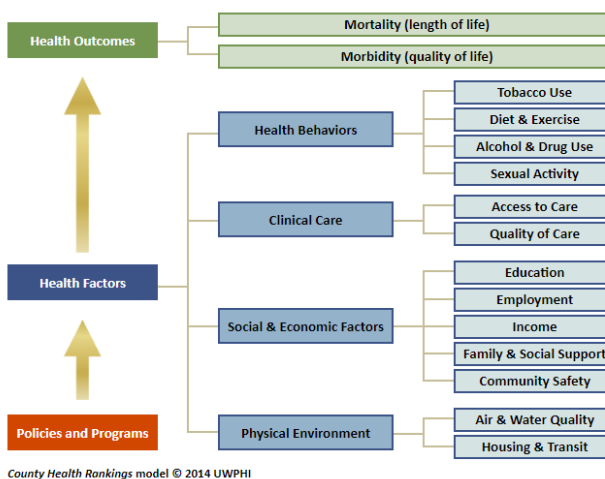 Health Outcomes
Mortality (length of life)
Morbidity (quality of life)
Health Behaviors
Tobacco Use
Diet & Exercise
Alcohol & Drug Use
Sexual Activity
Clinical Care
Access to Care
Quality of Care
Health Factors
Social & Economic Factors
Education
Employment
Income
Family & Social Support
Community Safety
Policies and Programs
Physical Environment
Air & Water Quality
Housing & Transit
County Health Rankings model © 2014 UWPHI